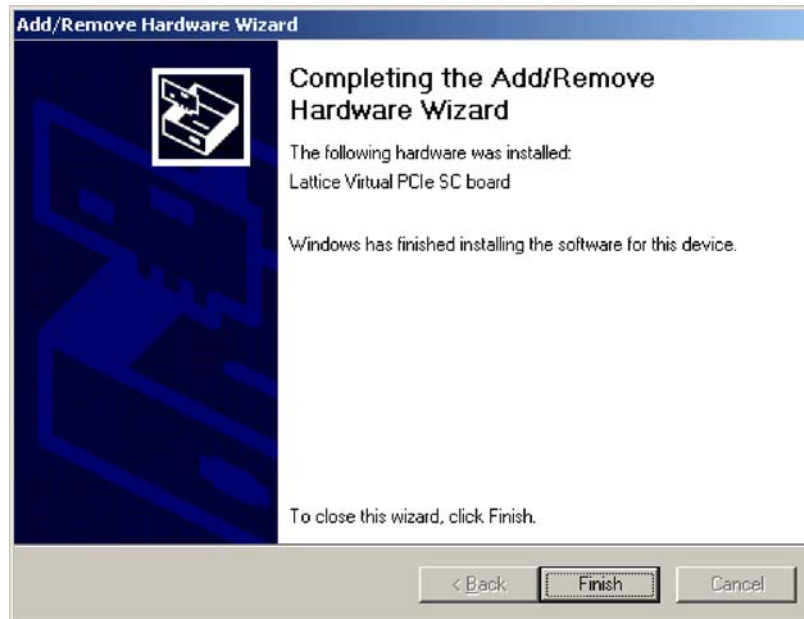 Add/Remove Hardware Wizard
Completing the Add/Remove
Hardware Wizard
The following hardware was installed:
Lattice Virtual PCIe SC board
Windows has finished installing the software for this device.
To close this wizard, click Finish.
< Back Finish Cancel